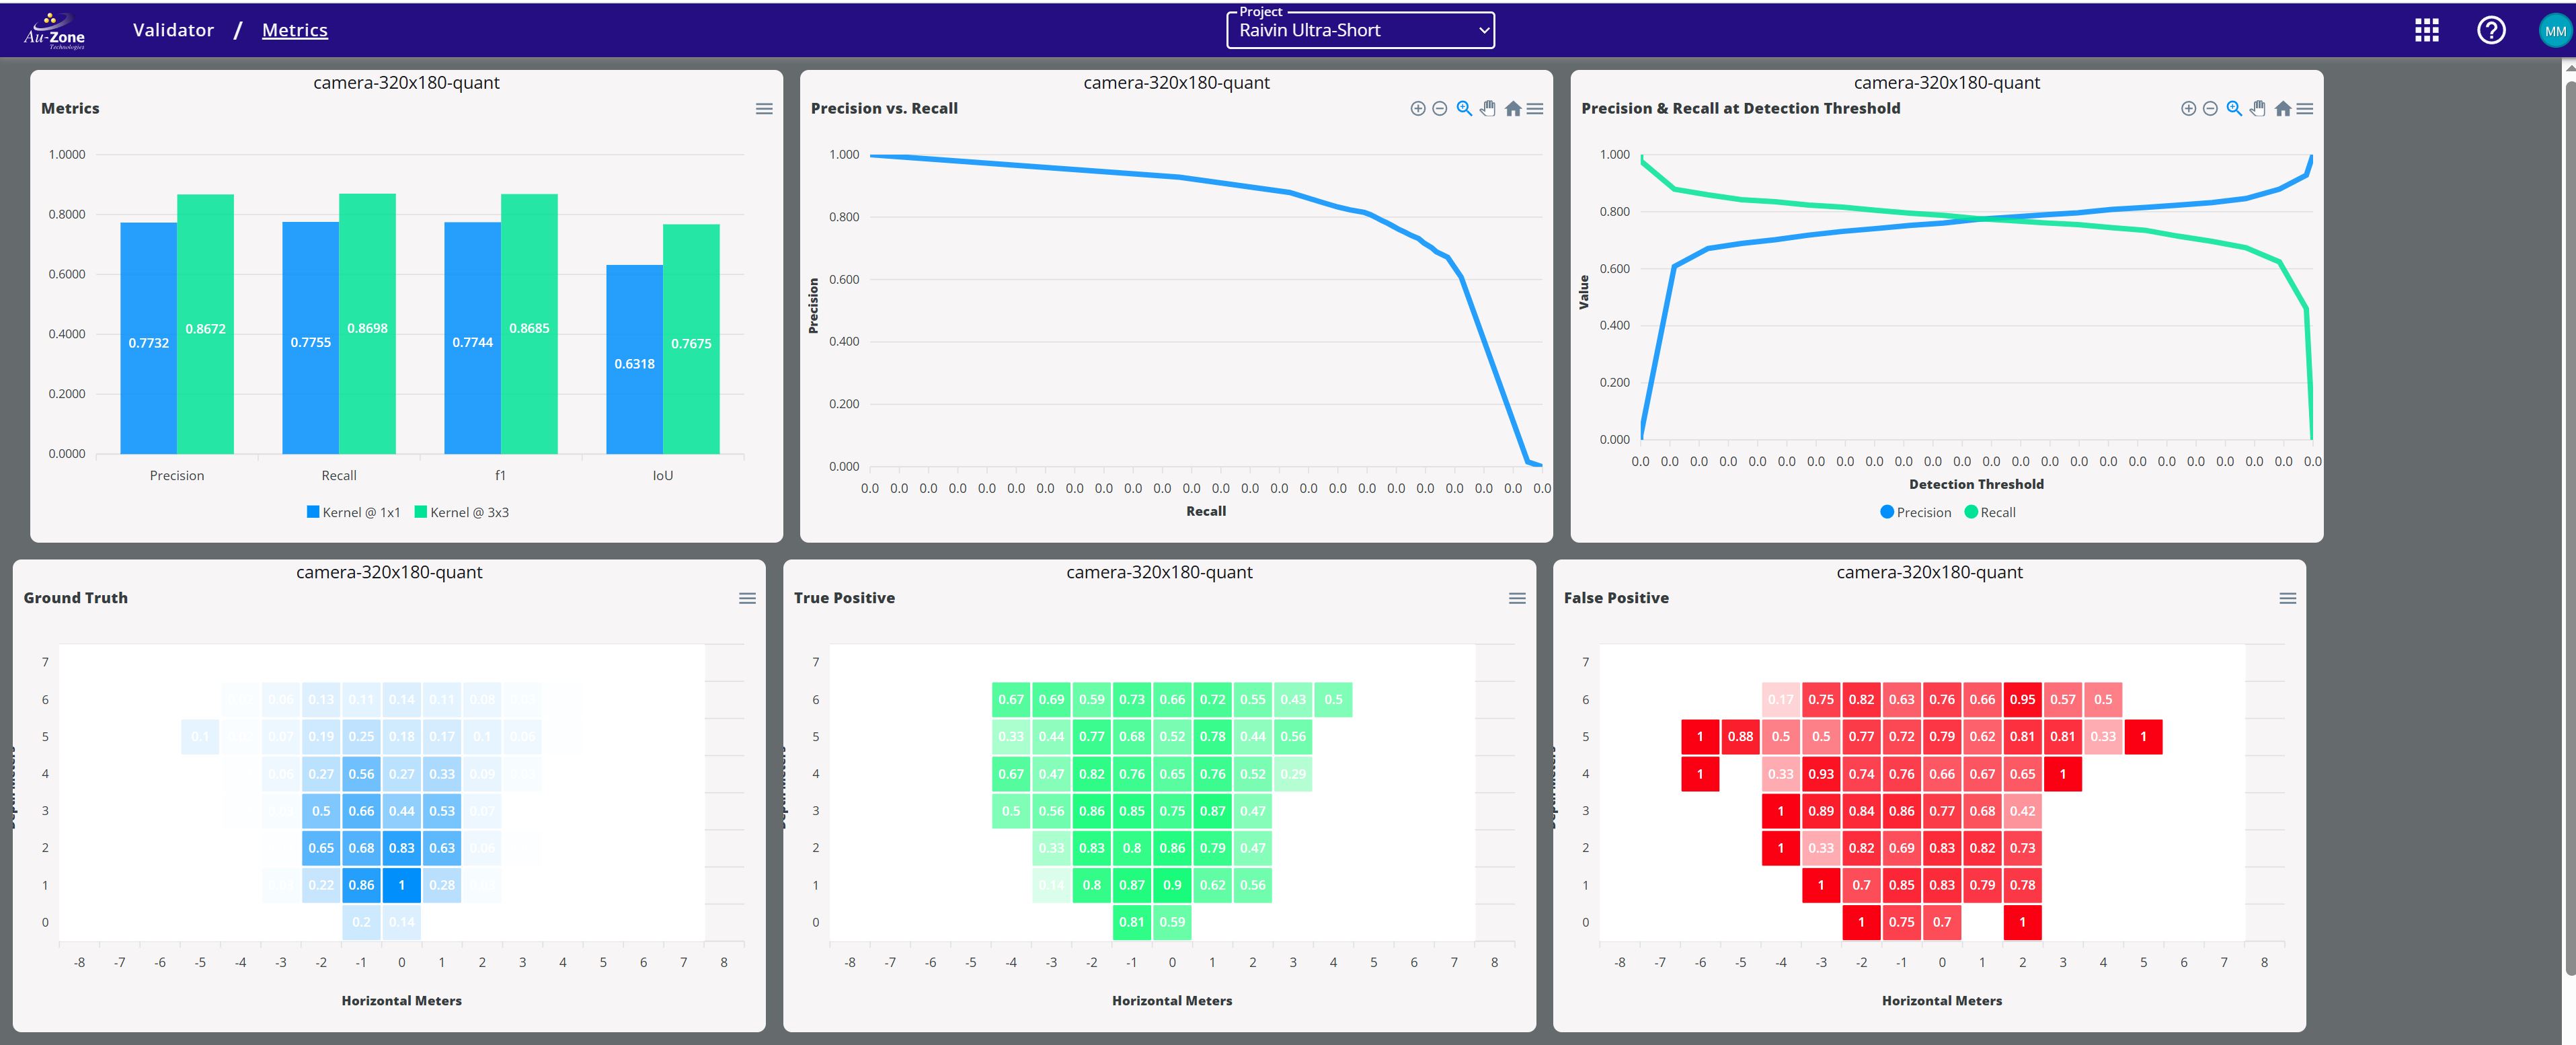 Au-Zone
Technologies
Validator / Metrics
Project
Raivin Ultra-Short
MM
camera-320x180-quant
Metrics
1.0000
0.8000
0.6000
0.4000
0.2000
0.0000
0.7732 0.8672 0.7755 0.8698 0.7744 0.8685 0.6318 0.7675
Precision Recall f1 IoU
Kernel @ 1x1 Kernel @ 3x3
camera-320x180-quant
Precision vs. Recall
Precision
1.000
0.800
0.600
0.400
0.200
0.000
0.0 0.0 0.0 0.0 0.0 0.0 0.0 0.0 0.0 0.0 0.0 0.0 0.0 0.0 0.0 0.0 0.0 0.0 0.0 0.0 0.0 0.0 0.0 0.0
Recall
camera-320x180-quant
Precision & Recall at Detection Threshold
Value
1.000
0.800
0.600
0.400
0.200
0.000
0.0 0.0 0.0 0.0 0.0 0.0 0.0 0.0 0.0 0.0 0.0 0.0 0.0 0.0 0.0 0.0 0.0 0.0 0.0 0.0 0.0 0.0 0.0 0.0
Detection Threshold
Precision Recall
camera-320x180-quant
Ground Truth
7
6 0.06 0.13 0.11 0.14 0.11 0.08
5 0.1 0.07 0.19 0.25 0.18 0.17 0.1 0.06
4 0.06 0.27 0.56 0.27 0.33 0.09
3 0.5 0.66 0.44 0.53 0.07
2 0.65 0.68 0.83 0.63 0.06
1 0.22 0.86 1 0.28
0 0.2 0.14
-8 -7 -6 -5 -4 -3 -2 -1 0 1 2 3 4 5 6 7 8
Horizontal Meters
camera-320x180-quant
True Positive
7
6 0.67 0.69 0.59 0.73 0.66 0.72 0.55 0.43 0.5
5 0.33 0.44 0.77 0.68 0.52 0.78 0.44 0.56
4 0.67 0.47 0.82 0.76 0.65 0.76 0.52 0.29
3 0.5 0.56 0.86 0.85 0.75 0.87 0.47
2 0.33 0.83 0.8 0.86 0.79 0.47
1 0.14 0.8 0.87 0.9 0.62 0.56
0 0.81 0.59
-8 -7 -6 -5 -4 -3 -2 -1 0 1 2 3 4 5 6 7 8
Horizontal Meters
camera-320x180-quant
False Positive
7
6 0.17 0.75 0.82 0.63 0.76 0.66 0.95 0.57 0.5
5 1 0.88 0.5 0.5 0.77 0.72 0.79 0.62 0.81 0.81 0.33 1
4 1 0.33 0.93 0.74 0.76 0.66 0.67 0.65 1
3 1 0.89 0.84 0.86 0.77 0.68 0.42
2 1 0.33 0.82 0.69 0.83 0.82 0.73
1 1 0.7 0.85 0.83 0.79 0.78
0 1 0.75 0.7 1
-8 -7 -6 -5 -4 -3 -2 -1 0 1 2 3 4 5 6 7 8
Horizontal Meters